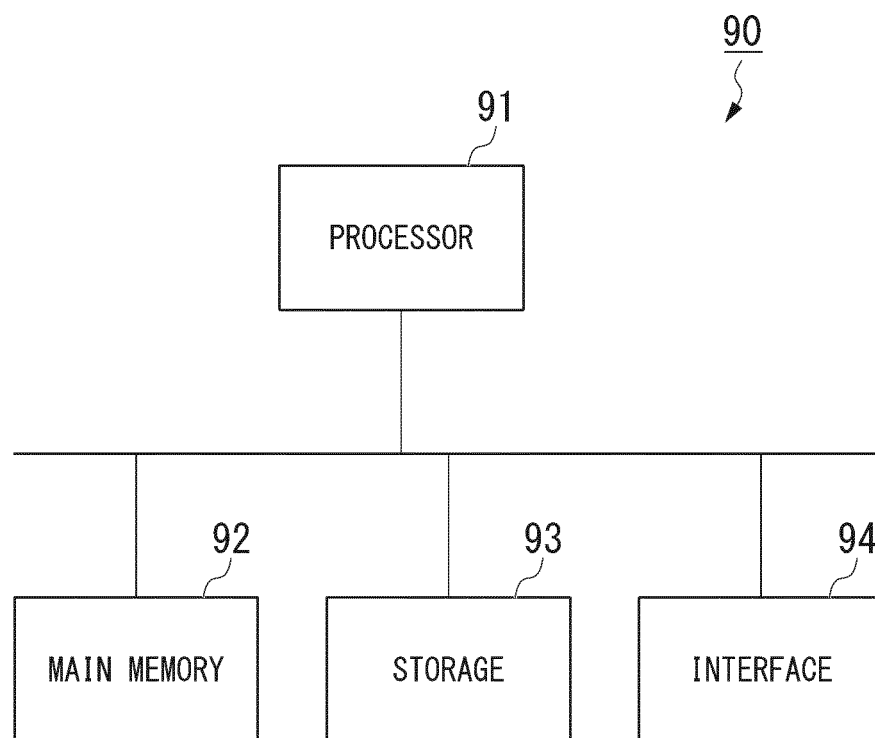 90
91
PROCESSOR
92
93
94
MAIN MEMORY
STORAGE
INTERFACE